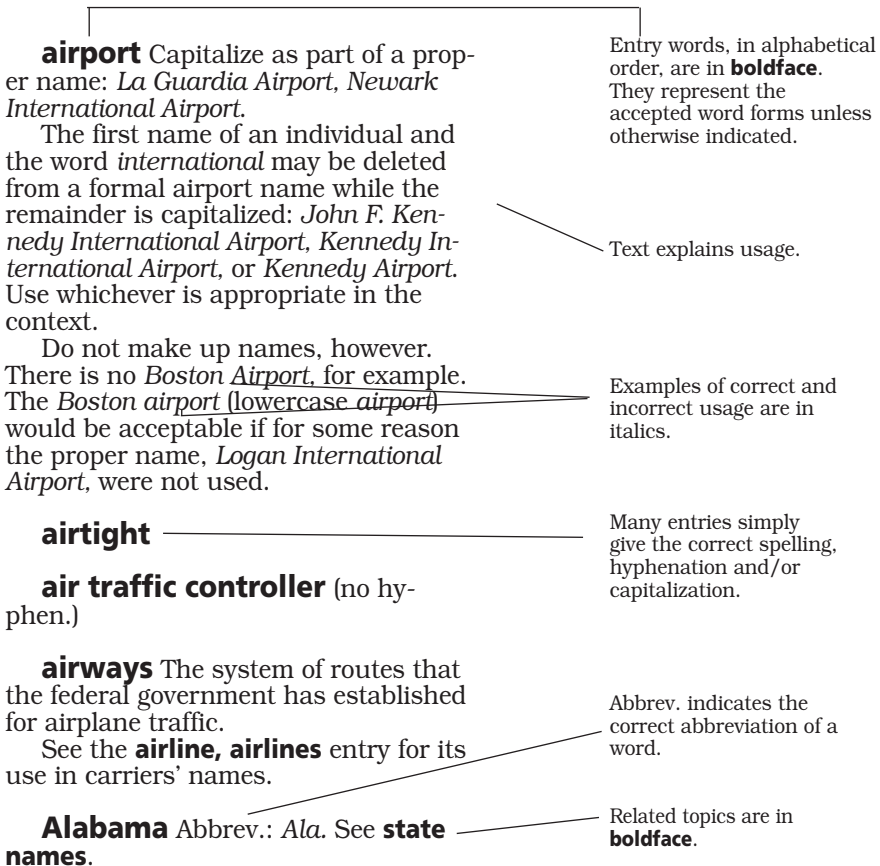 airport Capitalize as part of a prop-
er name: La Guardia Airport, Newark
International Airport.
The first name of an individual and
the word international may be deleted
from a formal airport name while the
remainder is capitalized: John F. Ken-
nedy International Airport, Kennedy In-
ternational Airport, or Kennedy Airport.
Use whichever is appropriate in the
context.
Do not make up names, however.
There is no Boston Airport, for example.
The Boston airport (lowercase airport)
would be acceptable if for some reason
the proper name, Logan International
Airport, were not used.
airtight
air traffic controller (no hy-
phen.)
airways The system of routes that
the federal government has established
for airplane traffic.
See the airline, airlines entry for its
use in carriers’ names.
Alabama Abbrev.: Ala. See state
names.
Entry words, in alphabetical
order, are in boldface.
They represent the
accepted word forms unless
otherwise indicated.
Text explains usage.
Examples of correct and
incorrect usage are in
italics.
Many entries simply
give the correct spelling,
hyphenation and/or
capitalization.
Abbrev. indicates the
correct abbreviation of a
word.
Related topics are in
boldface.